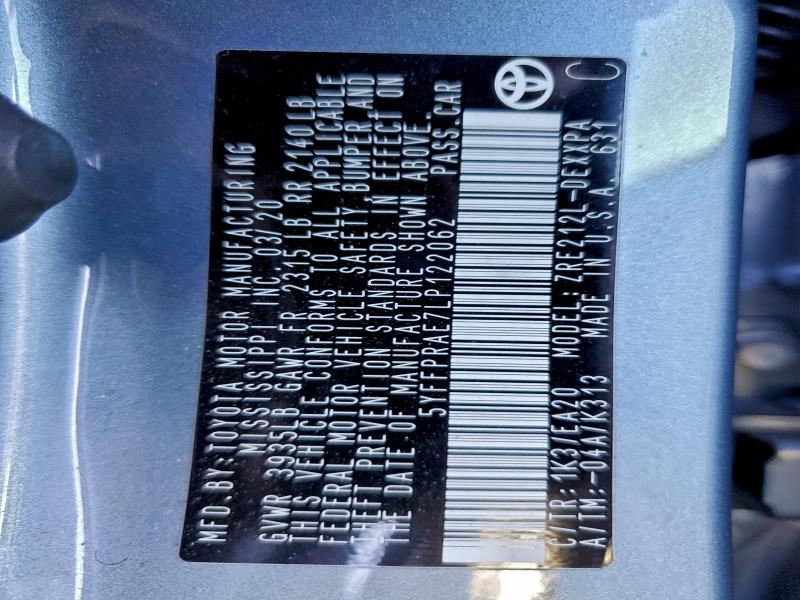 MFD.BY:TOYOTA MOTOR MANUFACTURING
MISSISSIPPI INC. 03/20
GVWR 3935LB GAWR FR 2315 LB RR 2140LB
THIS VEHICLE CONFORMS TO ALL APPLICABLE
FEDERAL MOTOR VEHICLE SAFETY, BUMPER, AND
THEFT PREVENTION STANDARDS IN EFFECT ON
THE DATE OF MANUFACTURE SHOWN ABOVE.
5YFFPRAE7LP122062 PASS.CAR
C/TR: 1K3/EA20 MODEL: ZRE212L-DEXXPA
A/TM:-04A/K313 MADE IN U.S.A. 631
C